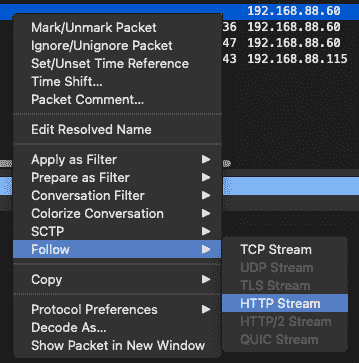 192.168.88.60
Mark/Unmark Packet 36 192.168.88.60
Ignore/Unignore Packet 47 192.168.88.60
Set/Unset Time Reference 43 192.168.88.115
Time Shift...
Packet Comment...
Edit Resolved Name
Apply as Filter
Prepare as Filter
Conversation Filter
Colorize Conversation
SCTP
Follow TCP Stream
UDP Stream
TLS Stream
Copy HTTP Stream
HTTP/2 Stream
Protocol Preferences QUIC Stream
Decode As...
Show Packet in New Window